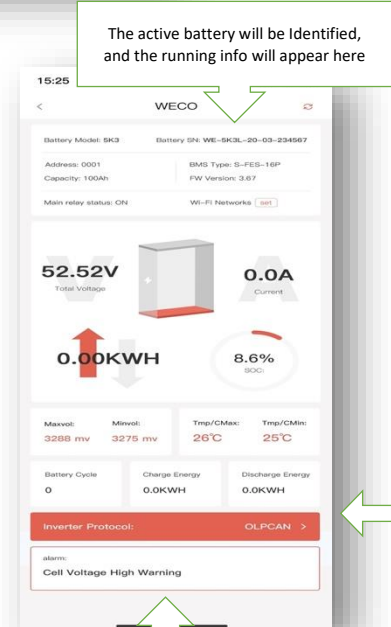 The active battery will be Identified,
and the running info will appear here
15:25
< WECO
Battery Model: 5K3 Battery SN: WE-5K3L-20-03-234567
Address: 0001 BMS Type: S-FES-16P
Capacity: 100Ah FW Version: 3.67
Main relay status: ON Wi-Fi Networks set
V A
52.52V 0.0A
Total Voltage Current
0.00KWH 8.6%
SOC:
Maxvol: Minvol: Tmp/CMax: Tmp/CMin:
3288 mv 3275 mv 26℃ 25℃
Battery Cycle Charge Energy Discharge Energy
0 0.0KWH 0.0KWH
Inverter Protocol: OLPCAN >
alarm:
Cell Voltage High Warning